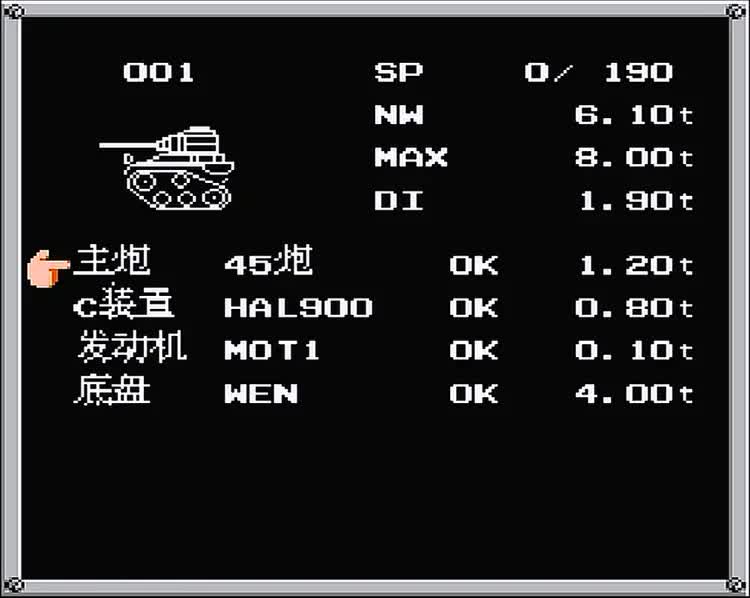 001 SP 0/ 190
NW 6.10t
MAX 8.00t
DI 1.90t
主炮 45炮 OK 1.20t
C装置 HAL900 OK 0.80t
发动机 MOT1 OK 0.10t
底盘 WEN OK 4.00t